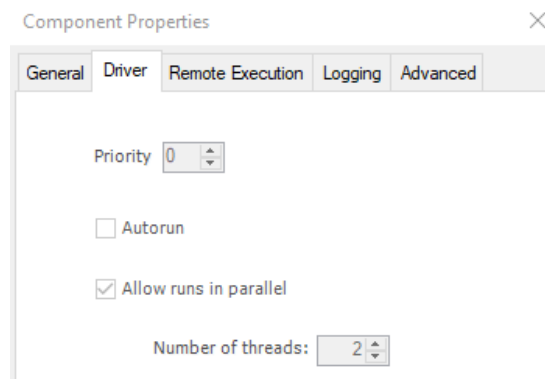 Component Properties
General Driver Remote Execution Logging Advanced
Priority 0
Autorun
Allow runs in parallel
Number of threads: 2